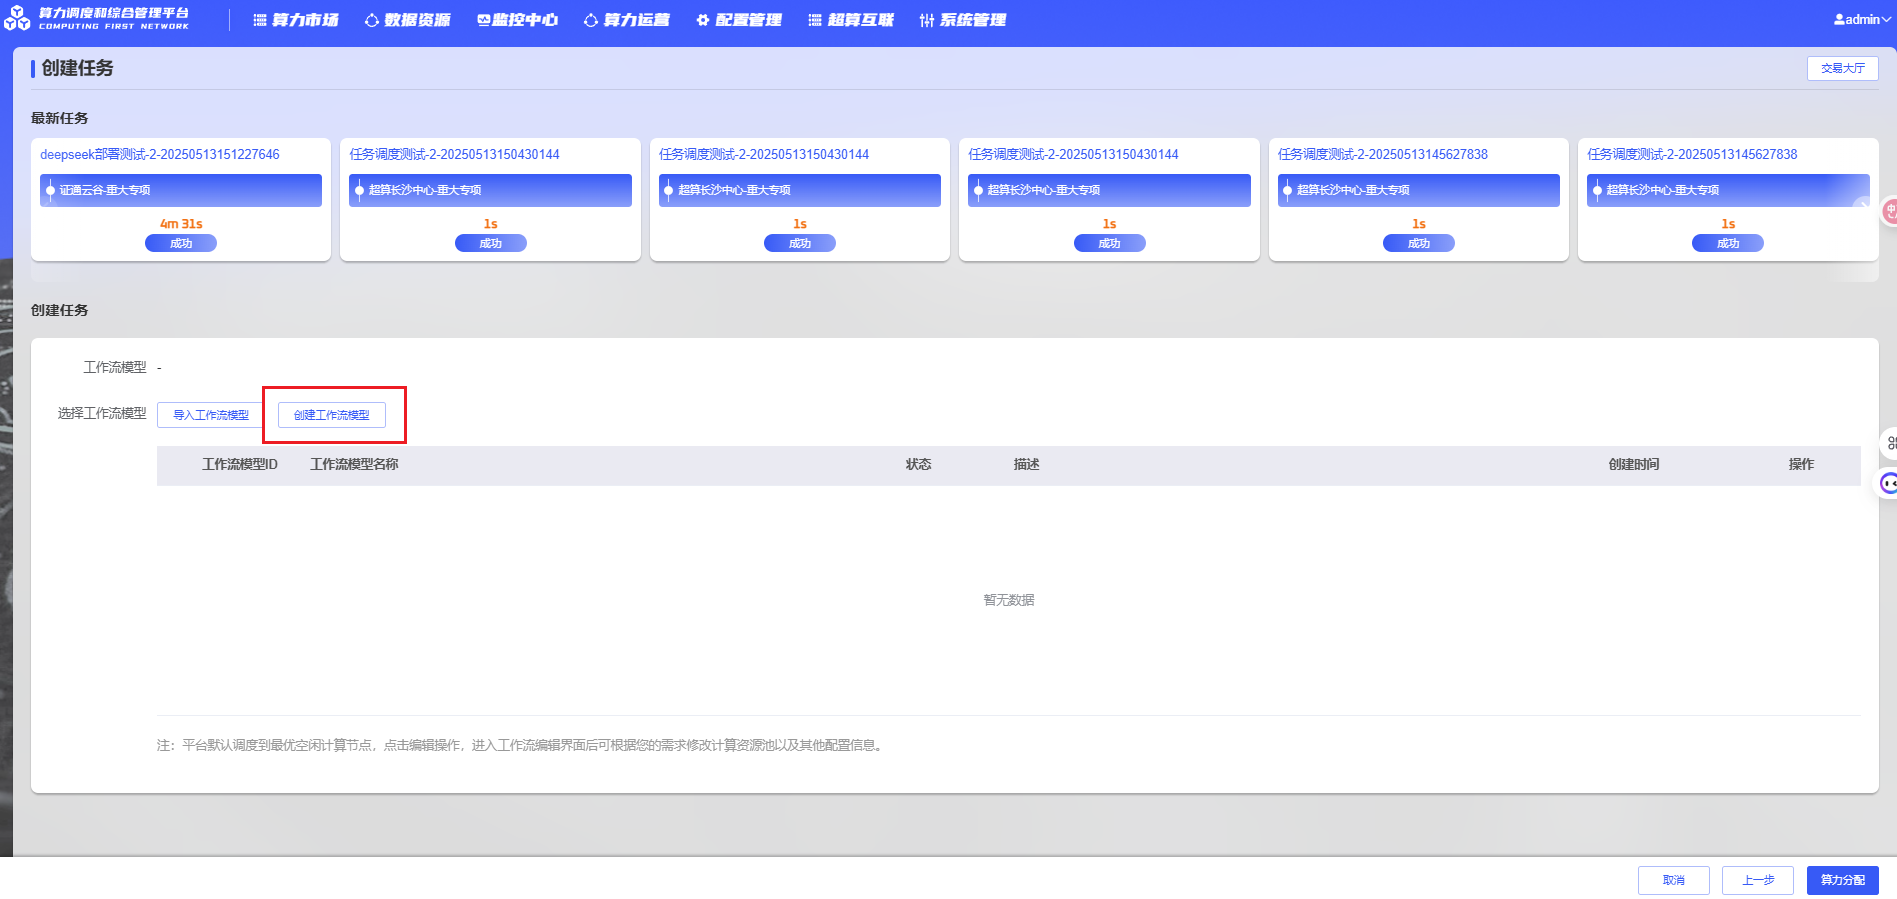 算力调度和综合管理平台
COMPUTING FIRST NETWORK
算力市场
数据资源
监控中心
算力运营
配置管理
超算互联
系统管理
admin
创建任务
交易大厅
最新任务
deepseek部署测试-2-20250513151227646
证通云谷-重大专项
4m 31s
成功
任务调度测试-2-20250513150430144
超算长沙中心-重大专项
1s
成功
任务调度测试-2-20250513150430144
超算长沙中心-重大专项
1s
成功
任务调度测试-2-20250513150430144
超算长沙中心-重大专项
1s
成功
任务调度测试-2-20250513145627838
超算长沙中心-重大专项
1s
成功
任务调度测试-2-20250513145627838
超算长沙中心-重大专项
1s
成功
创建任务
工作流模型 -
选择工作流模型 导入工作流模型 创建工作流模型
工作流模型ID 工作流模型名称 状态 描述 创建时间 操作
暂无数据
注：平台默认调度到最优空闲计算节点，点击编辑操作，进入工作流编辑界面后可根据您的需求修改计算资源池以及其他配置信息。
取消 上一步 算力分配